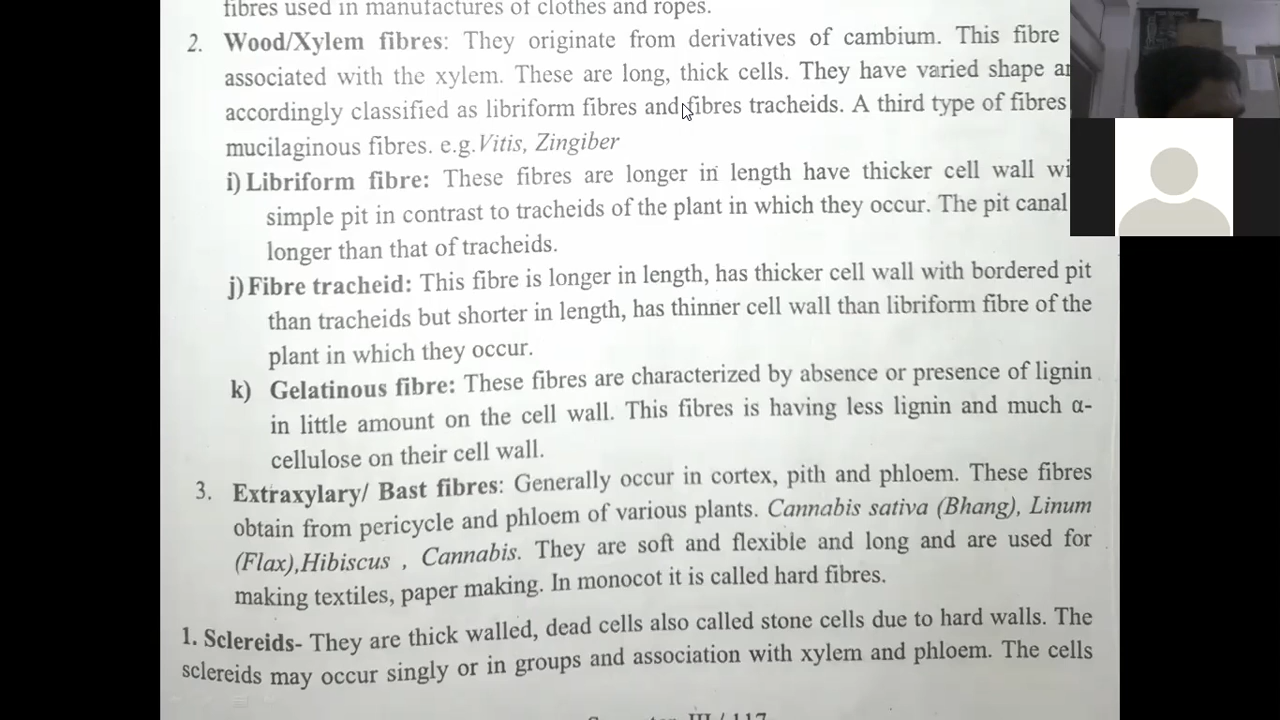 fibres used in manufactures of clothes and ropes.
2. Wood/Xylem fibres: They originate from derivatives of cambium. This fibre
associated with the xylem. These are long, thick cells. They have varied shape
accordingly classified as libriform fibres and fibres tracheids. A third type of fibres
mucilaginous fibres. e.g. Vitis, Zingiber
i) Libriform fibre: These fibres are longer in length have thicker cell wall
simple pit in contrast to tracheids of the plant in which they occur. The pit canal
longer than that of tracheids.
j) Fibre tracheid: This fibre is longer in length, has thicker cell wall with bordered pit
than tracheids but shorter in length, has thinner cell wall than libriform fibre of the
plant in which they occur.
k) Gelatinous fibre: These fibres are characterized by absence or presence of lignin
in little amount on the cell wall. This fibres is having less lignin and much α-
cellulose on their cell wall.
3. Extraxylary/ Bast fibres: Generally occur in cortex, pith and phloem. These fibres
obtain from pericycle and phloem of various plants. Cannabis sativa (Bhang), Linum
(Flax),Hibiscus , Cannabis. They are soft and flexible and long and are used for
making textiles, paper making. In monocot it is called hard fibres.
1. Sclereids- They are thick walled, dead cells also called stone cells due to hard walls. The
sclereids may occur singly or in groups and association with xylem and phloem. The cells
III / 117